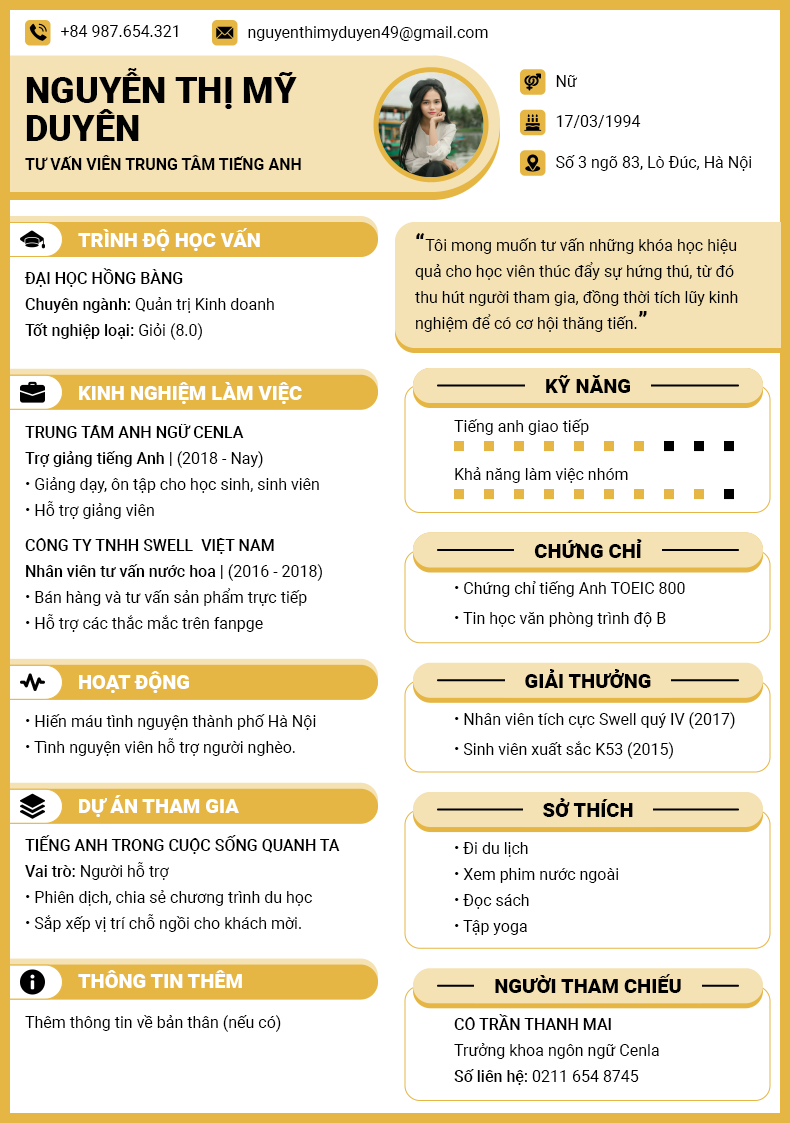 +84 987.654.321
nguyenthimyduyen49@gmail.com
NGUYỄN THỊ MỸ
DUYÊN
TƯ VẤN VIÊN TRUNG TÂM TIẾNG ANH
Nữ
17/03/1994
Số 3 ngõ 83, Lò Đúc, Hà Nội
TRÌNH ĐỘ HỌC VẤN
ĐẠI HỌC HỒNG BÀNG
Chuyên ngành: Quản trị Kinh doanh
Tốt nghiệp loại: Giỏi (8.0)
KINH NGHIỆM LÀM VIỆC
TRUNG TÂM ANH NGỮ CENLA
Trợ giảng tiếng Anh | (2018 - Nay)
• Giảng dạy, ôn tập cho học sinh, sinh viên
• Hỗ trợ giảng viên
CÔNG TY TNHH SWELL VIỆT NAM
Nhân viên tư vấn nước hoa | (2016 - 2018)
• Bán hàng và tư vấn sản phẩm trực tiếp
• Hỗ trợ các thắc mắc trên fanpge
HOẠT ĐỘNG
• Hiến máu tình nguyện thành phố Hà Nội
• Tình nguyện viên hỗ trợ người nghèo.
DỰ ÁN THAM GIA
TIẾNG ANH TRONG CUỘC SỐNG QUANH TA
Vai trò: Người hỗ trợ
• Phiên dịch, chia sẻ chương trình du học
• Sắp xếp vị trí chỗ ngồi cho khách mời.
THÔNG TIN THÊM
Thêm thông tin về bản thân (nếu có)
“Tôi mong muốn tư vấn những khóa học hiệu
quả cho học viên thúc đẩy sự hứng thú, từ đó
thu hút người tham gia, đồng thời tích lũy kinh
nghiệm để có cơ hội thăng tiến.”
KỸ NĂNG
Tiếng anh giao tiếp
Khả năng làm việc nhóm
CHỨNG CHỈ
• Chứng chỉ tiếng Anh TOEIC 800
• Tin học văn phòng trình độ B
GIẢI THƯỞNG
• Nhân viên tích cực Swell quý IV (2017)
• Sinh viên xuất sắc K53 (2015)
SỞ THÍCH
• Đi du lịch
• Xem phim nước ngoài
• Đọc sách
• Tập yoga
NGƯỜI THAM CHIẾU
CÔ TRẦN THANH MAI
Trưởng khoa ngôn ngữ Cenla
Số liên hệ: 0211 654 8745